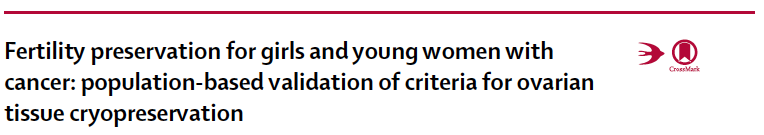 Fertility preservation for girls and young women with
cancer: population-based validation of criteria for ovarian
tissue cryopreservation
CrossMark